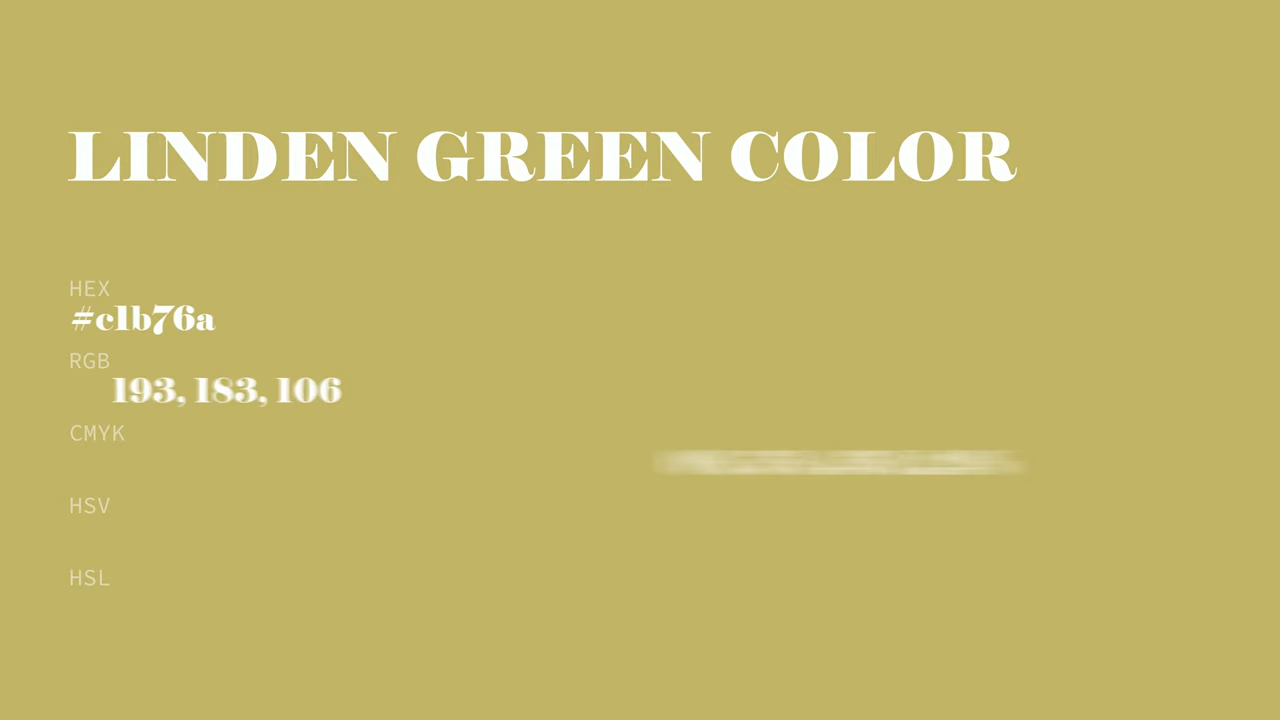 LINDEN GREEN COLOR
HEX
#c1b76a
RGB
193, 183, 106
CMYK
HSV
HSL